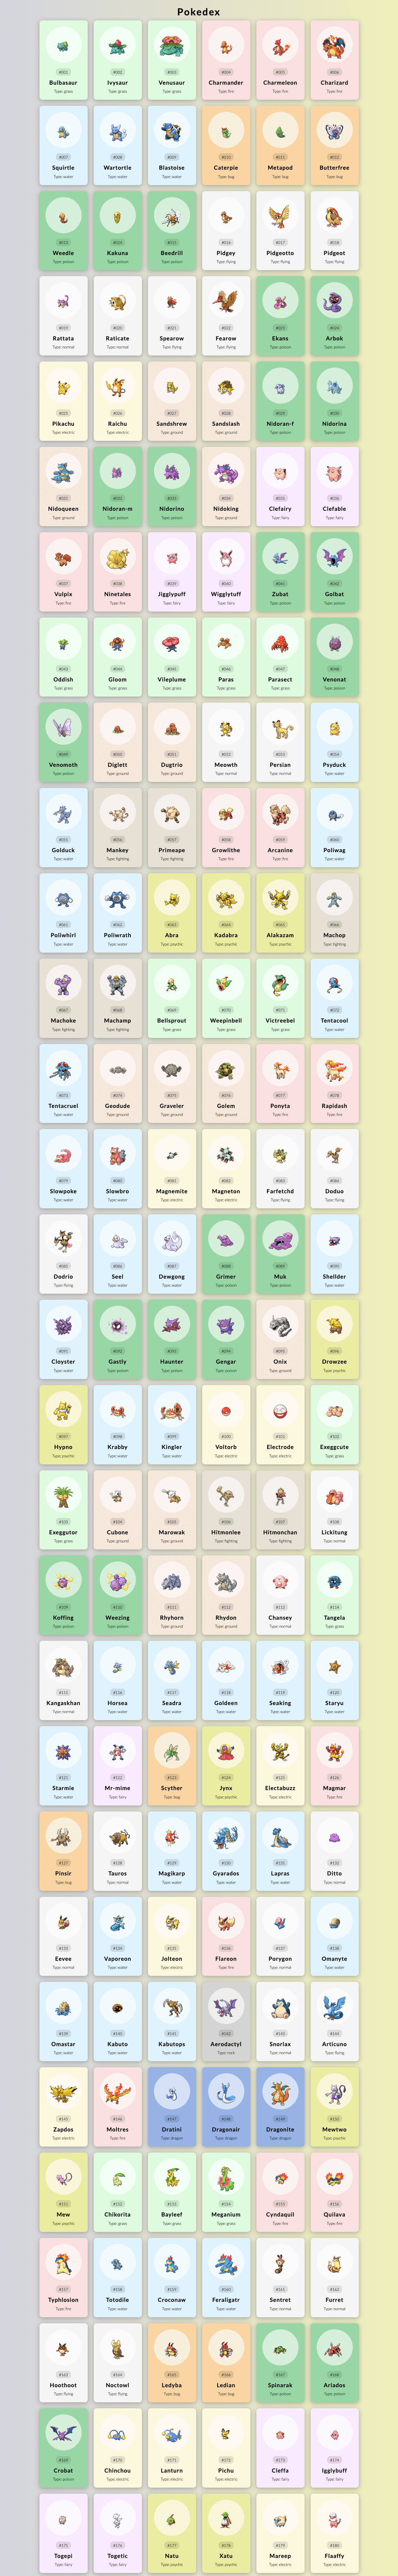 Pokedex
#001 #002 #003 #004 #005 #006
Bulbasaur Ivysaur Venusaur Charmander Charmeleon Charizard
Type: grass Type: grass Type: grass Type: fire Type: fire Type: fire
#007 #008 #009 #010 #011 #012
Squirtle Wartortle Blastoise Caterpie Metapod Butterfree
Type: water Type: water Type: water Type: bug Type: bug Type: bug
#013 #014 #015 #016 #017 #018
Weedle Kakuna Beedrill Pidgey Pidgeotto Pidgeot
Type: poison Type: poison Type: poison Type: flying Type: flying Type: flying
#019 #020 #021 #022 #023 #024
Rattata Raticate Spearow Fearow Ekans Arbok
Type: normal Type: normal Type: flying Type: flying Type: poison Type: poison
#025 #026 #027 #028 #029 #030
Pikachu Raichu Sandshrew Sandslash Nidoran-f Nidorina
Type: electric Type: electric Type: ground Type: ground Type: poison Type: poison
#031 #032 #033 #034 #035 #036
Nidoqueen Nidoran-m Nidorino Nidoking Clefairy Clefable
Type: ground Type: poison Type: poison Type: ground Type: fairy Type: fairy
#037 #038 #039 #040 #041 #042
Vulpix Ninetales Jigglypuff Wigglytuff Zubat Golbat
Type: fire Type: fire Type: fairy Type: fairy Type: poison Type: poison
#043 #044 #045 #046 #047 #048
Oddish Gloom Vileplume Paras Parasect Venonat
Type: grass Type: grass Type: grass Type: grass Type: grass Type: poison
#049 #050 #051 #052 #053 #054
Venomoth Diglett Dugtrio Meowth Persian Psyduck
Type: poison Type: ground Type: ground Type: normal Type: normal Type: water
#055 #056 #057 #058 #059 #060
Golduck Mankey Primeape Growlithe Arcanine Poliwag
Type: water Type: fighting Type: fighting Type: fire Type: fire Type: water
#061 #062 #063 #064 #065 #066
Poliwhirl Poliwrath Abra Kadabra Alakazam Machop
Type: water Type: water Type: psychic Type: psychic Type: psychic Type: fighting
#067 #068 #069 #070 #071 #072
Machoke Machamp Bellsprout Weepinbell Victreebel Tentacool
Type: fighting Type: fighting Type: grass Type: grass Type: grass Type: water
#073 #074 #075 #076 #077 #078
Tentacruel Geodude Graveler Golem Ponyta Rapidash
Type: water Type: ground Type: ground Type: ground Type: fire Type: fire
#079 #080 #081 #082 #083 #084
Slowpoke Slowbro Magnemite Magneton Farfetchd Doduo
Type: water Type: water Type: electric Type: electric Type: flying Type: flying
#085 #086 #087 #088 #089 #090
Dodrio Seel Dewgong Grimer Muk Shellder
Type: flying Type: water Type: water Type: poison Type: poison Type: water
#091 #092 #093 #094 #095 #096
Cloyster Gastly Haunter Gengar Onix Drowzee
Type: water Type: poison Type: poison Type: poison Type: ground Type: psychic
#097 #098 #099 #100 #101 #102
Hypno Krabby Kingler Voltorb Electrode Exeggcute
Type: psychic Type: water Type: water Type: electric Type: electric Type: grass
#103 #104 #105 #106 #107 #108
Exeggutor Cubone Marowak Hitmonlee Hitmonchan Lickitung
Type: grass Type: ground Type: ground Type: fighting Type: fighting Type: normal
#109 #110 #111 #112 #113 #114
Koffing Weezing Rhyhorn Rhydon Chansey Tangela
Type: poison Type: poison Type: ground Type: ground Type: normal Type: grass
#115 #116 #117 #118 #119 #120
Kangaskhan Horsea Seadra Goldeen Seaking Staryu
Type: normal Type: water Type: water Type: water Type: water Type: water
#121 #122 #123 #124 #125 #126
Starmie Mr-mime Scyther Jynx Electabuzz Magmar
Type: water Type: fairy Type: bug Type: psychic Type: electric Type: fire
#127 #128 #129 #130 #131 #132
Pinsir Tauros Magikarp Gyarados Lapras Ditto
Type: bug Type: normal Type: water Type: water Type: water Type: normal
#133 #134 #135 #136 #137 #138
Eevee Vaporeon Jolteon Flareon Porygon Omanyte
Type: normal Type: water Type: electric Type: fire Type: normal Type: water
#139 #140 #141 #142 #143 #144
Omastar Kabuto Kabutops Aerodactyl Snorlax Articuno
Type: water Type: water Type: water Type: rock Type: normal Type: flying
#145 #146 #147 #148 #149 #150
Zapdos Moltres Dratini Dragonair Dragonite Mewtwo
Type: electric Type: fire Type: dragon Type: dragon Type: dragon Type: psychic
#151 #152 #153 #154 #155 #156
Mew Chikorita Bayleef Meganium Cyndaquil Quilava
Type: psychic Type: grass Type: grass Type: grass Type: fire Type: fire
#157 #158 #159 #160 #161 #162
Typhlosion Totodile Croconaw Feraligatr Sentret Furret
Type: fire Type: water Type: water Type: water Type: normal Type: normal
#163 #164 #165 #166 #167 #168
Hoothoot Noctowl Ledyba Ledian Spinarak Ariados
Type: flying Type: flying Type: bug Type: bug Type: poison Type: poison
#169 #170 #171 #172 #173 #174
Crobat Chinchou Lanturn Pichu Cleffa Igglybuff
Type: poison Type: electric Type: electric Type: electric Type: fairy Type: fairy
#175 #176 #177 #178 #179 #180
Togepi Togetic Natu Xatu Mareep Flaaffy
Type: fairy Type: fairy Type: psychic Type: psychic Type: electric Type: electric